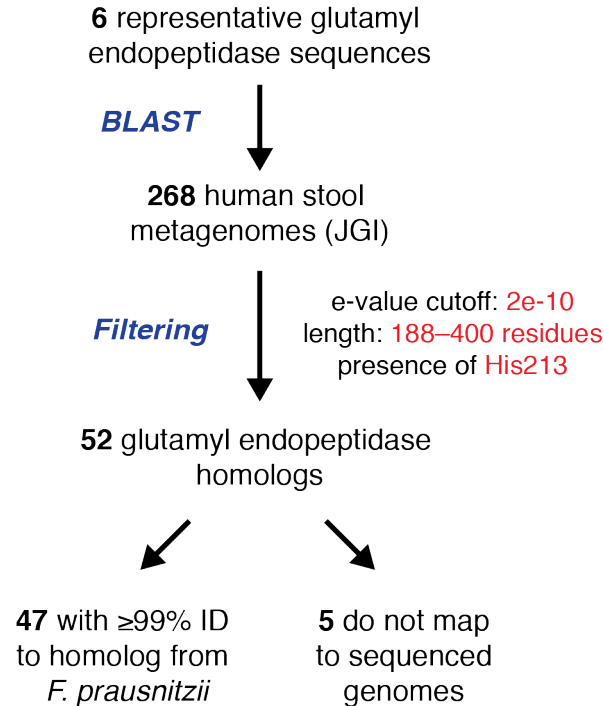 6 representative glutamyl
endopeptidase sequences
BLAST
268 human stool
metagenomes (JGI)
Filtering
e-value cutoff: 2e-10
length: 188–400 residues
presence of His213
52 glutamyl endopeptidase
homologs
47 with ≥99% ID
to homolog from
F. prausnitzii
5 do not map
to sequenced
genomes